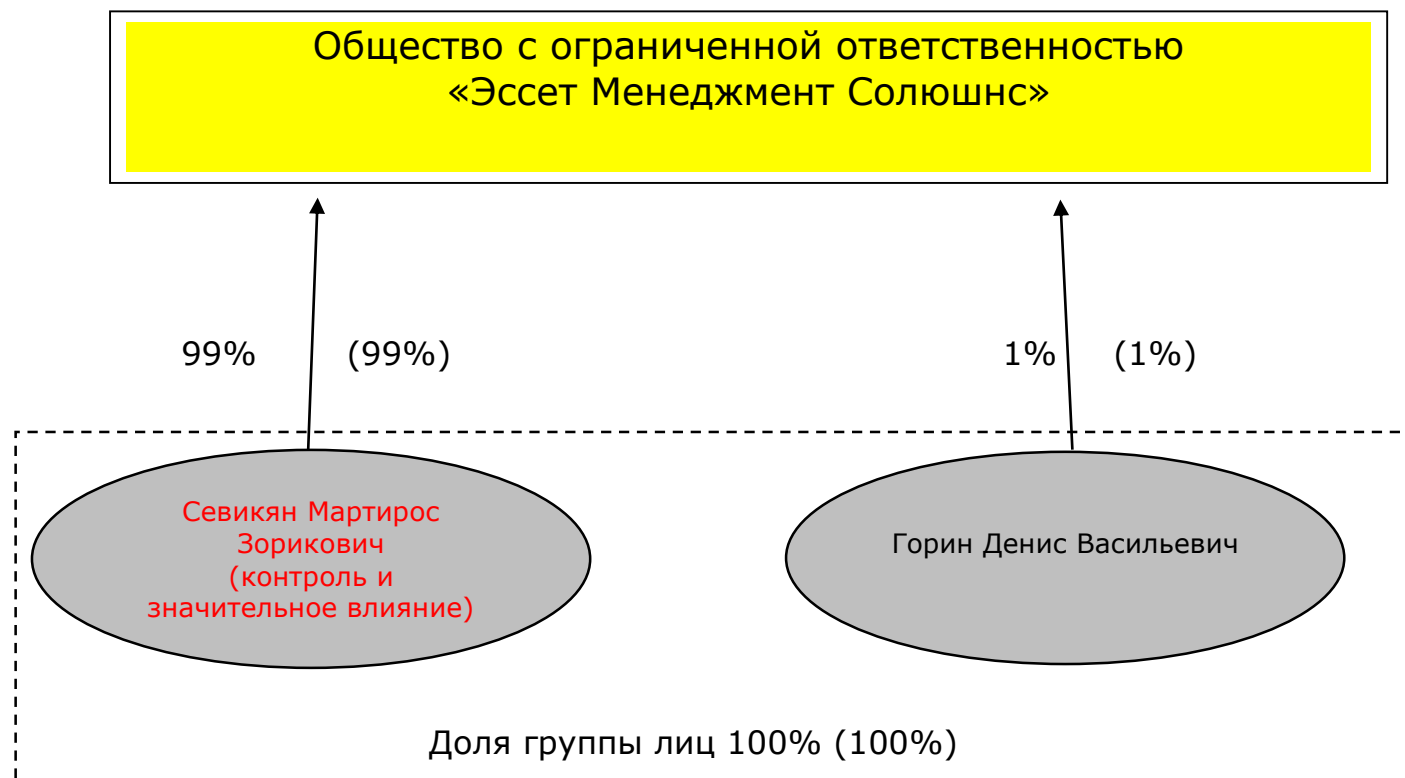 Общество с ограниченной ответственностью
«Эссет Менеджмент Солюшнс»
99% (99%)
1% (1%)
Севикян Мартирос
Зорикович
(контроль и
значительное влияние)
Горин Денис Васильевич
Доля группы лиц 100% (100%)